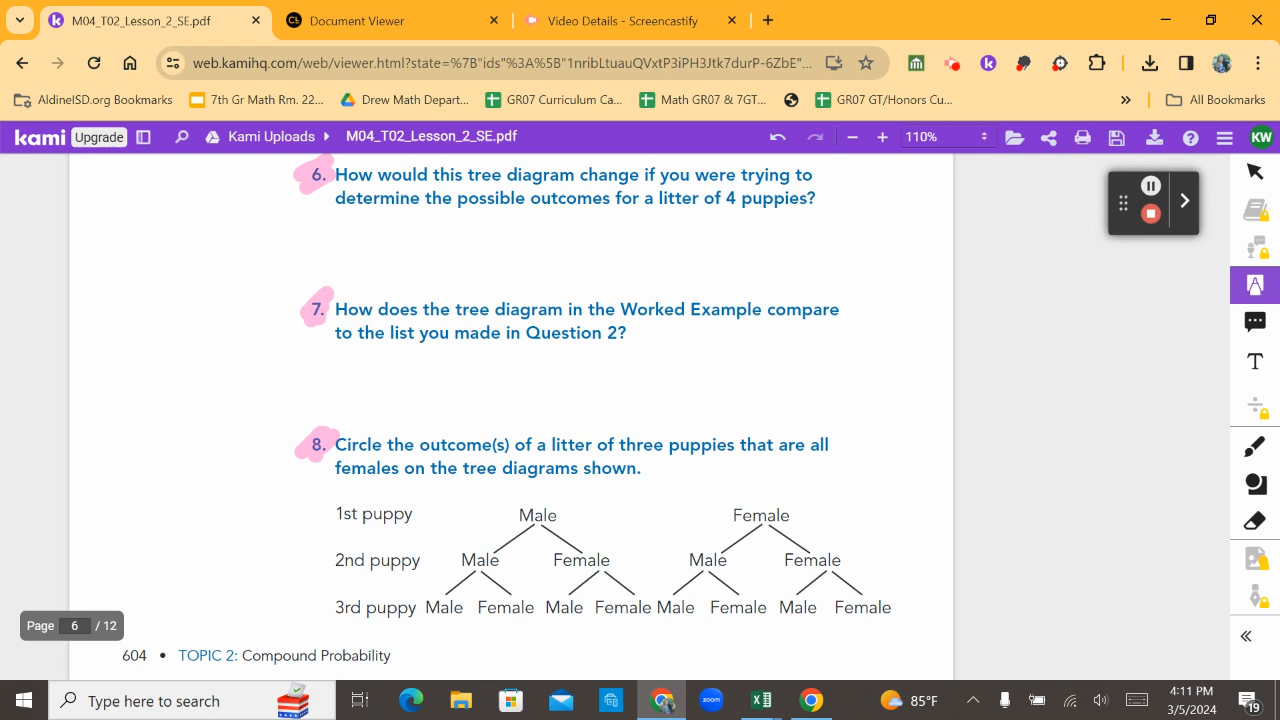 M04_T02_Lesson_2_SE.pdf
Document Viewer
Video Details - Screencastify
web.kamihq.com/web/viewer.html?state=%7B"ids"%3A%5B"1nribLtuauQVxtP3iPH3Jtk7durP-6ZbE"...
AldineISD.org Bookmarks
7th Gr Math Rm. 22...
Drew Math Depart...
GR07 Curriculum Ca...
Math GR07 & 7GT...
GR07 GT/Honors Cu...
»
All Bookmarks
kami Upgrade
Kami Uploads
M04_T02_Lesson_2_SE.pdf
110%
KW
6. How would this tree diagram change if you were trying to
determine the possible outcomes for a litter of 4 puppies?
7. How does the tree diagram in the Worked Example compare
to the list you made in Question 2?
8. Circle the outcome(s) of a litter of three puppies that are all
females on the tree diagrams shown.
1st puppy Male Female
2nd puppy Male Female Male Female
3rd puppy Male Female Male Female Male Female Male Female
Page 6 / 12
604 • TOPIC 2: Compound Probability
Type here to search
zoom
85°F
4:11 PM
3/5/2024
19